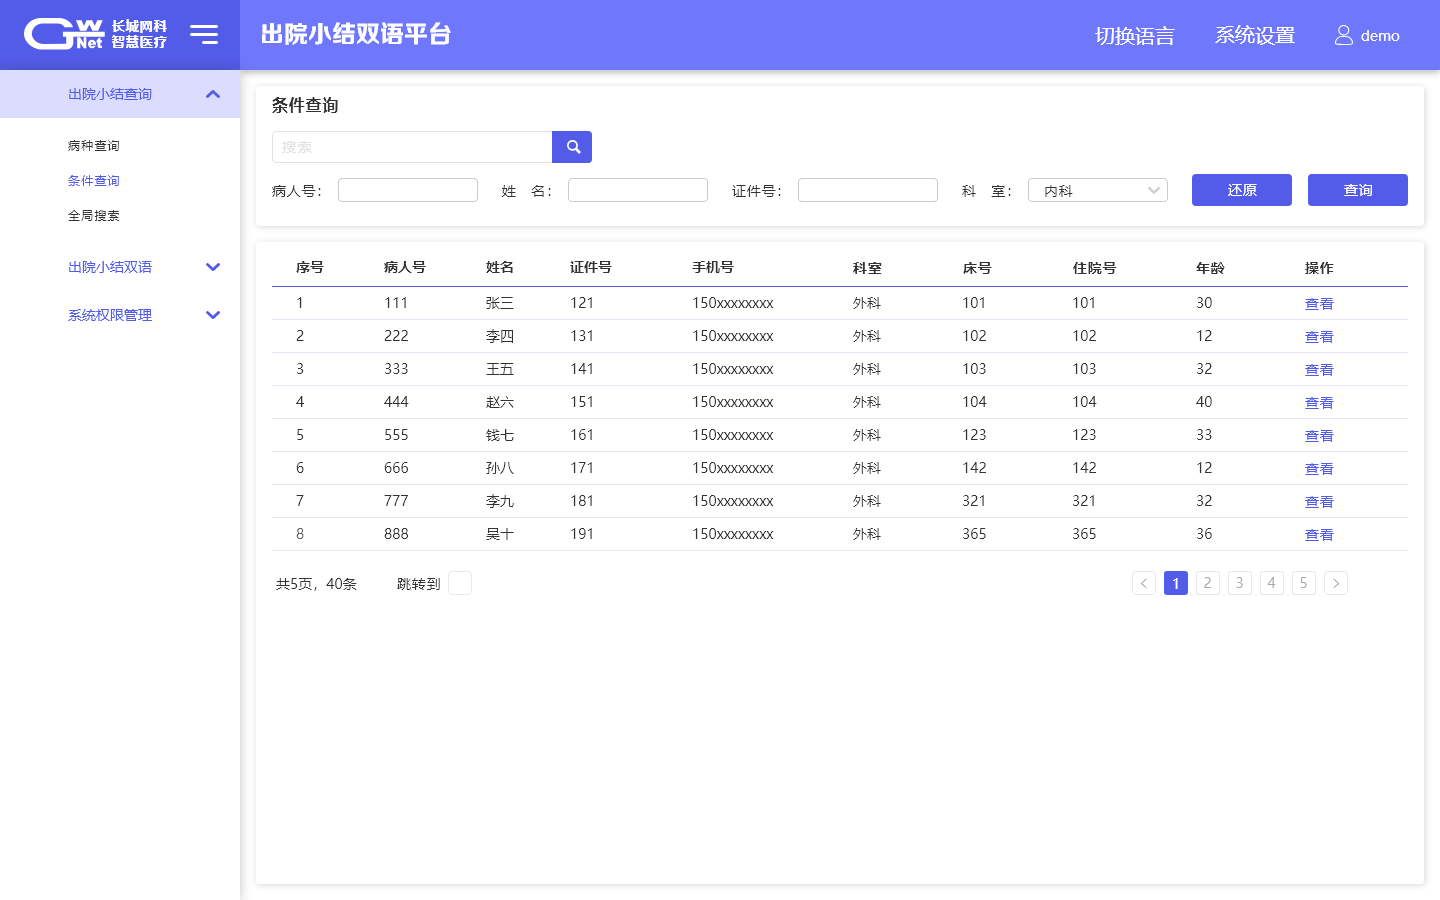 GW Net 长城网科 智慧医疗
出院小结双语平台
切换语言 系统设置 demo
出院小结查询
病种查询
条件查询
全局搜索
出院小结双语
系统权限管理
条件查询
搜索
病人号： 姓 名： 证件号： 科 室： 内科 还原 查询
序号 病人号 姓名 证件号 手机号 科室 床号 住院号 年龄 操作
1 111 张三 121 150xxxxxxxx 外科 101 101 30 查看
2 222 李四 131 150xxxxxxxx 外科 102 102 12 查看
3 333 王五 141 150xxxxxxxx 外科 103 103 32 查看
4 444 赵六 151 150xxxxxxxx 外科 104 104 40 查看
5 555 钱七 161 150xxxxxxxx 外科 123 123 33 查看
6 666 孙八 171 150xxxxxxxx 外科 142 142 12 查看
7 777 李九 181 150xxxxxxxx 外科 321 321 32 查看
8 888 吴十 191 150xxxxxxxx 外科 365 365 36 查看
共5页，40条 跳转到 < 1 2 3 4 5 >